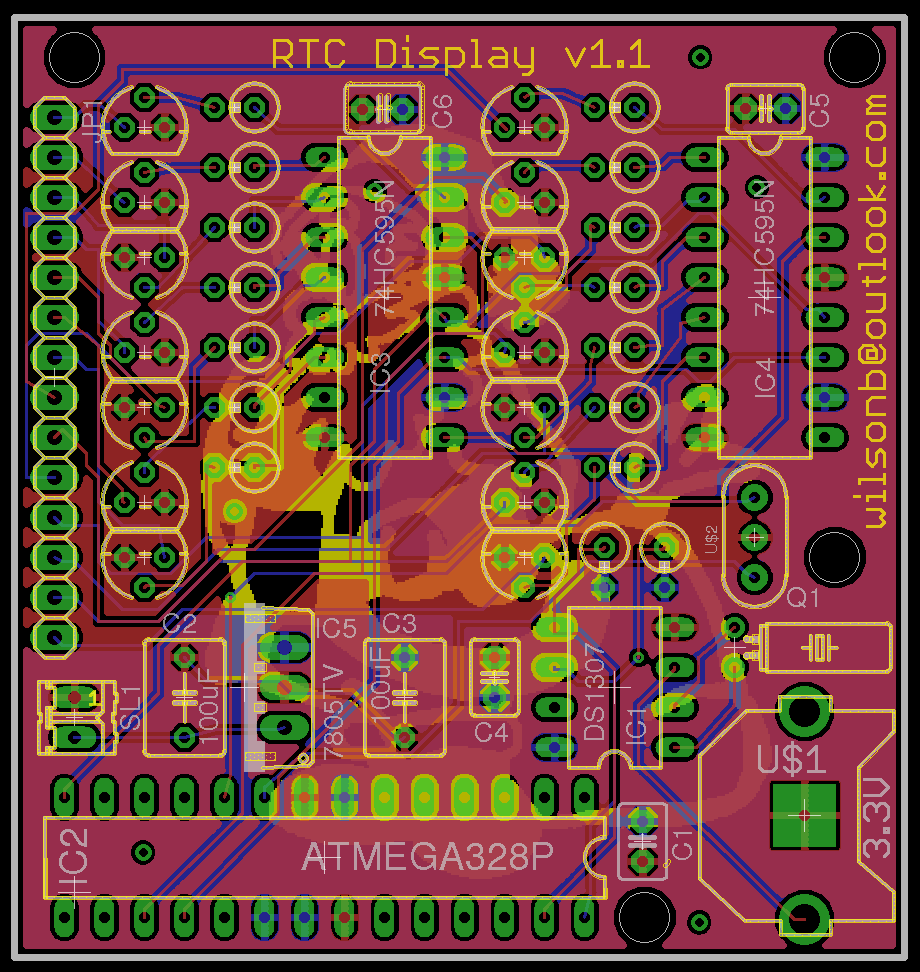 RTC Display v1.1
JP1
C6
C5
wilsonb@outlook.com
74HC595N
IC3
74HC595N
IC4
U$2
Q1
C2
100uF
IC5
7805TV
C3
100uF
C4
DS1307
IC1
1
SL1
U$1
3.3V
C1
IC2
ATMEGA328P